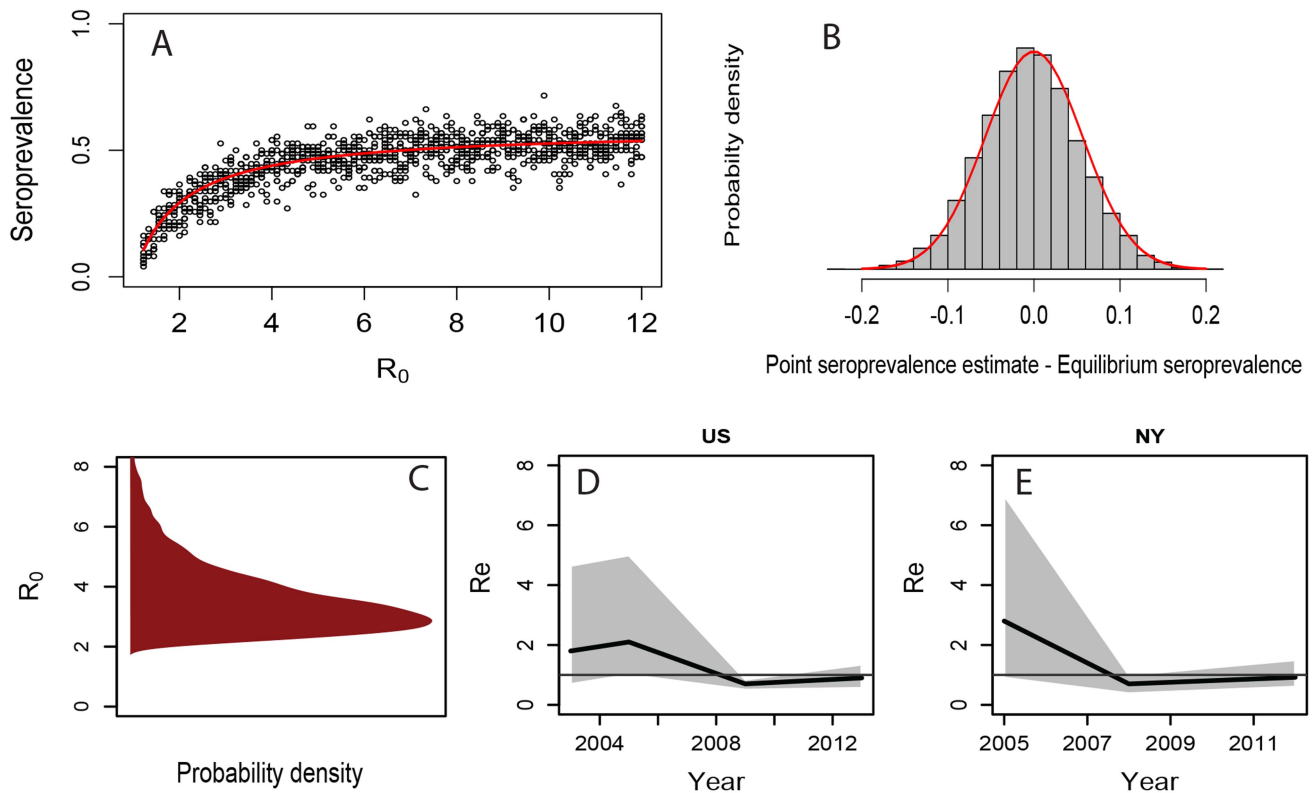 A
Seroprevalence
1.0
0.5
0.0
2 4 6 8 10 12
R0
B
Probability density
-0.2 -0.1 0.0 0.1 0.2
Point seroprevalence estimate - Equilibrium seroprevalence
C
R0
8
6
4
2
0
Probability density
US
D
Re
8
6
4
2
0
2004 2008 2012
Year
NY
E
Re
8
6
4
2
0
2005 2007 2009 2011
Year